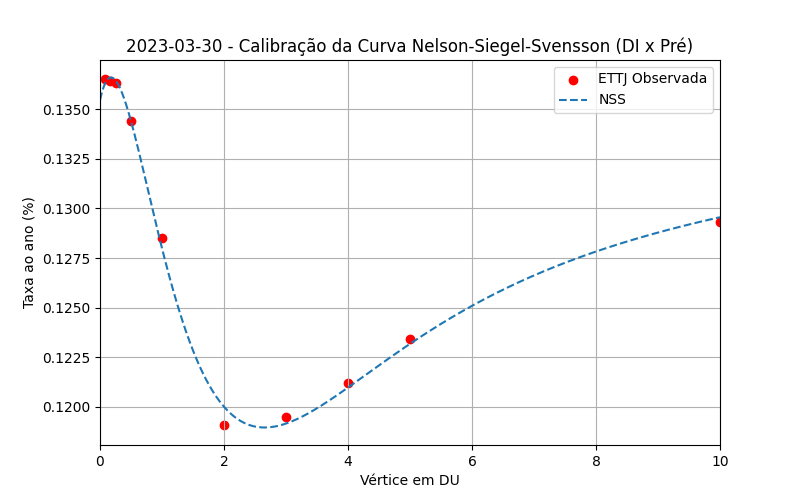 2023-03-30 - Calibração da Curva Nelson-Siegel-Svensson (DI x Pré)
ETTJ Observada
NSS
Taxa ao ano (%)
0.1350
0.1325
0.1300
0.1275
0.1250
0.1225
0.1200
0 2 4 6 8 10
Vértice em DU